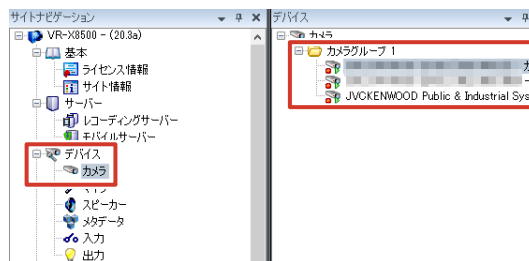 サイトナビゲーション
VR-X8500 - (20.3a)
基本
ライセンス情報
サイト情報
サーバー
レコーディングサーバー
モバイルサーバー
デバイス
カメラ
マイク
スピーカー
メタデータ
入力
出力
デバイス
カメラ
カメラグループ 1
JVCKENWOOD Public & Industrial Sys